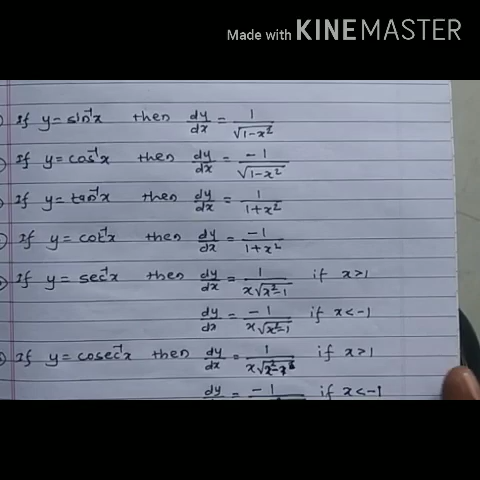 Made with KINEMASTER
If y = sin⁻¹x then dy/dx = 1/√(1-x²)
If y = cos⁻¹x then dy/dx = -1/√(1-x²)
If y = tan⁻¹x then dy/dx = 1/(1+x²)
If y = cot⁻¹x then dy/dx = -1/(1+x²)
If y = sec⁻¹x then dy/dx = 1/(x√(x²-1)) if x>1
dy/dx = -1/(x√(x²-1)) if x<-1
If y = cosec⁻¹x then dy/dx = 1/ if x>1
dy/ = -1/ if x<-1